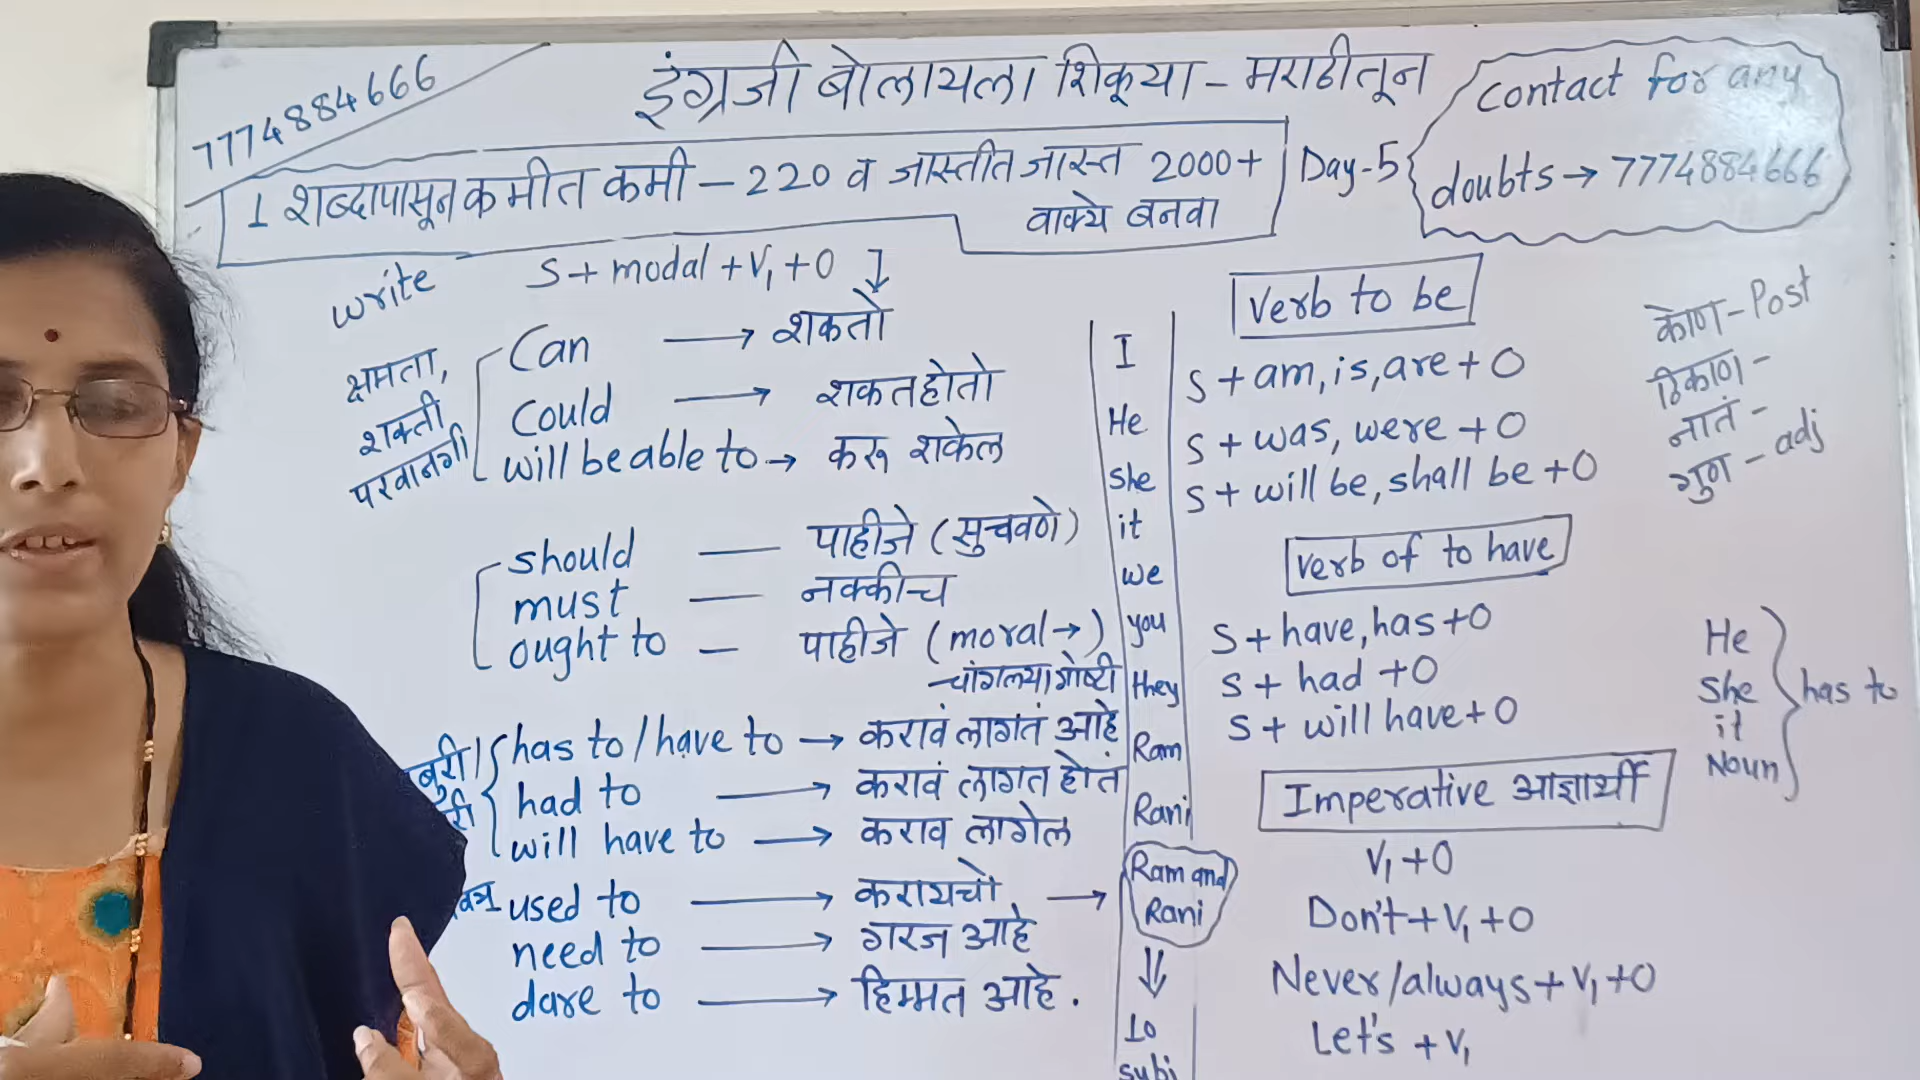 7774884666
इंग्रजी बोलायला शिकूया - मराठीतून
Contact for any
doubts → 7774884666
Day-5
1 शब्दापासून कमीत कमी - 220 व जास्तीत जास्त 2000+
वाक्ये बनवा
write
S + modal + V₁ + O ↓
क्षमता,
शक्ती
परवानगी
Can → शकतो
Could → शकत होतो
will be able to → करू शकेल
should — पाहीजे (सुचवणे)
must — नक्कीच
ought to — पाहीजे (moral →)
चांगल्या गोष्टी
has to / have to → करावं लागतं आहे
had to → करावं लागत होतं
will have to → कराव लागेल
used to → करायचो →
need to → गरज आहे
dare to → हिम्मत आहे.
I
He
she
it
we
you
they
Ram
Rani
Ram and
Rani
⇓
10
subj
Verb to be
S + am, is, are + O
S + was, were + O
S + will be, shall be + O
कोण - Post
ठिकाण -
नातं -
गुण - adj
Verb of to have
S + have, has + O
S + had + O
S + will have + O
He
She
it
Noun
has to
Imperative आज्ञार्थी
V₁ + O
Don't + V₁ + O
Never/always + V₁ + O
Let's + V₁